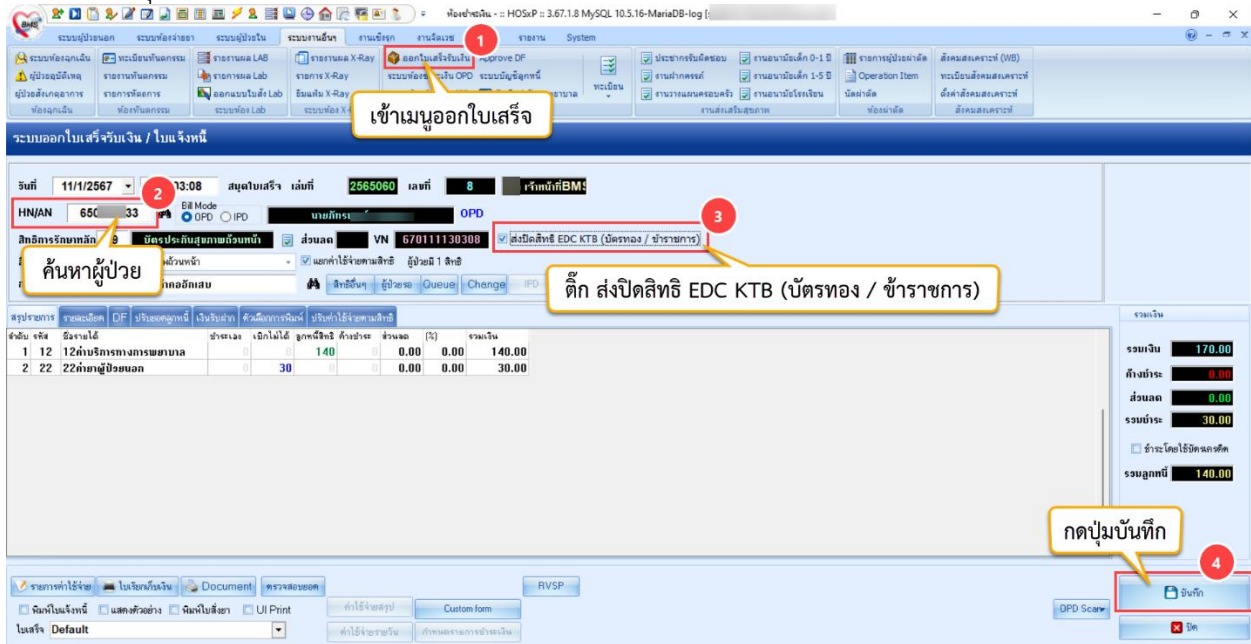 ห้องชำระเงิน - :: HOSxP :: 3.67.1.8 MySQL 10.5.16-MariaDB-log
BMS
ระบบผู้ป่วยนอก ระบบห้องจ่ายยา ระบบผู้ป่วยใน ระบบงานอื่นๆ งานเชิงรุก งานจิตเวช รายงาน System
1
ระบบห้องฉุกเฉิน ทะเบียนทันตกรรม รายงานผล LAB รายงานผล X-Ray ออกใบเสร็จรับเงิน Approve DF ประชากรรับผิดชอบ งานอนามัยเด็ก 0-1 ปี รายการผู้ป่วยผ่าตัด สังคมสงเคราะห์ (WB)
ผู้ป่วยอุบัติเหตุ รายงานทันตกรรม รายการผล Lab รายการ X-Ray ระบบบัญชีลูกหนี้ ทะเบียน งานฝากครรภ์ งานอนามัยเด็ก 1-5 ปี Operation Item ทะเบียนสังคมสงเคราะห์
ผู้ป่วยสังเกตอาการ รายการหัตถการ ออกแบบใบสั่ง Lab ยืมฟิล์ม X-Ray งานวางแผนครอบครัว งานอนามัยโรงเรียน นัดผ่าตัด ตั้งค่าสังคมสงเคราะห์
ห้องฉุกเฉิน ห้องทันตกรรม ระบบห้อง Lab งานส่งเสริมสุขภาพ ห้องผ่าตัด สังคมสงเคราะห์
เข้าเมนูออกใบเสร็จ
ระบบออกใบเสร็จรับเงิน / ใบแจ้งหนี้
วันที่ 11/1/2567 03:08 สมุดใบเสร็จ เล่มที่ 2565060 เลขที่ 8
2
HN/AN 650 33 Bill Mode OPD IPD OPD
3
สิทธิการรักษาหลัก บัตรประกันสุขภาพถ้วนหน้า ส่วนลด VN 670111130308 ส่งปิดสิทธิ EDC KTB (บัตรทอง / ข้าราชการ)
แยกค่าใช้จ่ายตามสิทธิ ผู้ป่วยมี 1 สิทธิ
ค้นหาผู้ป่วย
สิทธิอื่นๆ ผู้ป่วยรอ Queue Change IPD
ติ๊ก ส่งปิดสิทธิ EDC KTB (บัตรทอง / ข้าราชการ)
สรุปรายการ รายละเอียด DF ปรับยอดลูกหนี้ เงินรับฝาก ตัวเลือกการพิมพ์ ปรับค่าใช้จ่ายตามสิทธิ
ลำดับ รหัส ชื่อรายได้ ชำระเอง เบิกไม่ได้ ลูกหนี้สิทธิ ค้างชำระ ส่วนลด (%) รวมเงิน
1 12 12ค่าบริการทางการพยาบาล 0 0 140 0 0.00 0.00 140.00
2 22 22ค่ายาผู้ป่วยนอก 0 30 0 0 0.00 0.00 30.00
รวมเงิน
รวมเงิน 170.00
ค้างชำระ 0.00
ส่วนลด 0.00
รวมชำระ 30.00
ชำระโดยใช้บัตรเครดิต
รวมลูกหนี้ 140.00
กดปุ่มบันทึก
4
รายการค่าใช้จ่าย ใบเรียกเก็บเงิน Document ตรวจสอบยอด RVSP
พิมพ์ใบแจ้งหนี้ แสดงตัวอย่าง พิมพ์ใบสั่งยา UI Print ค่าใช้จ่ายสรุป Custom form OPD Scan บันทึก
ใบเสร็จ Default ค่าใช้จ่ายรายวัน กำหนดรายการชำระเงิน ปิด